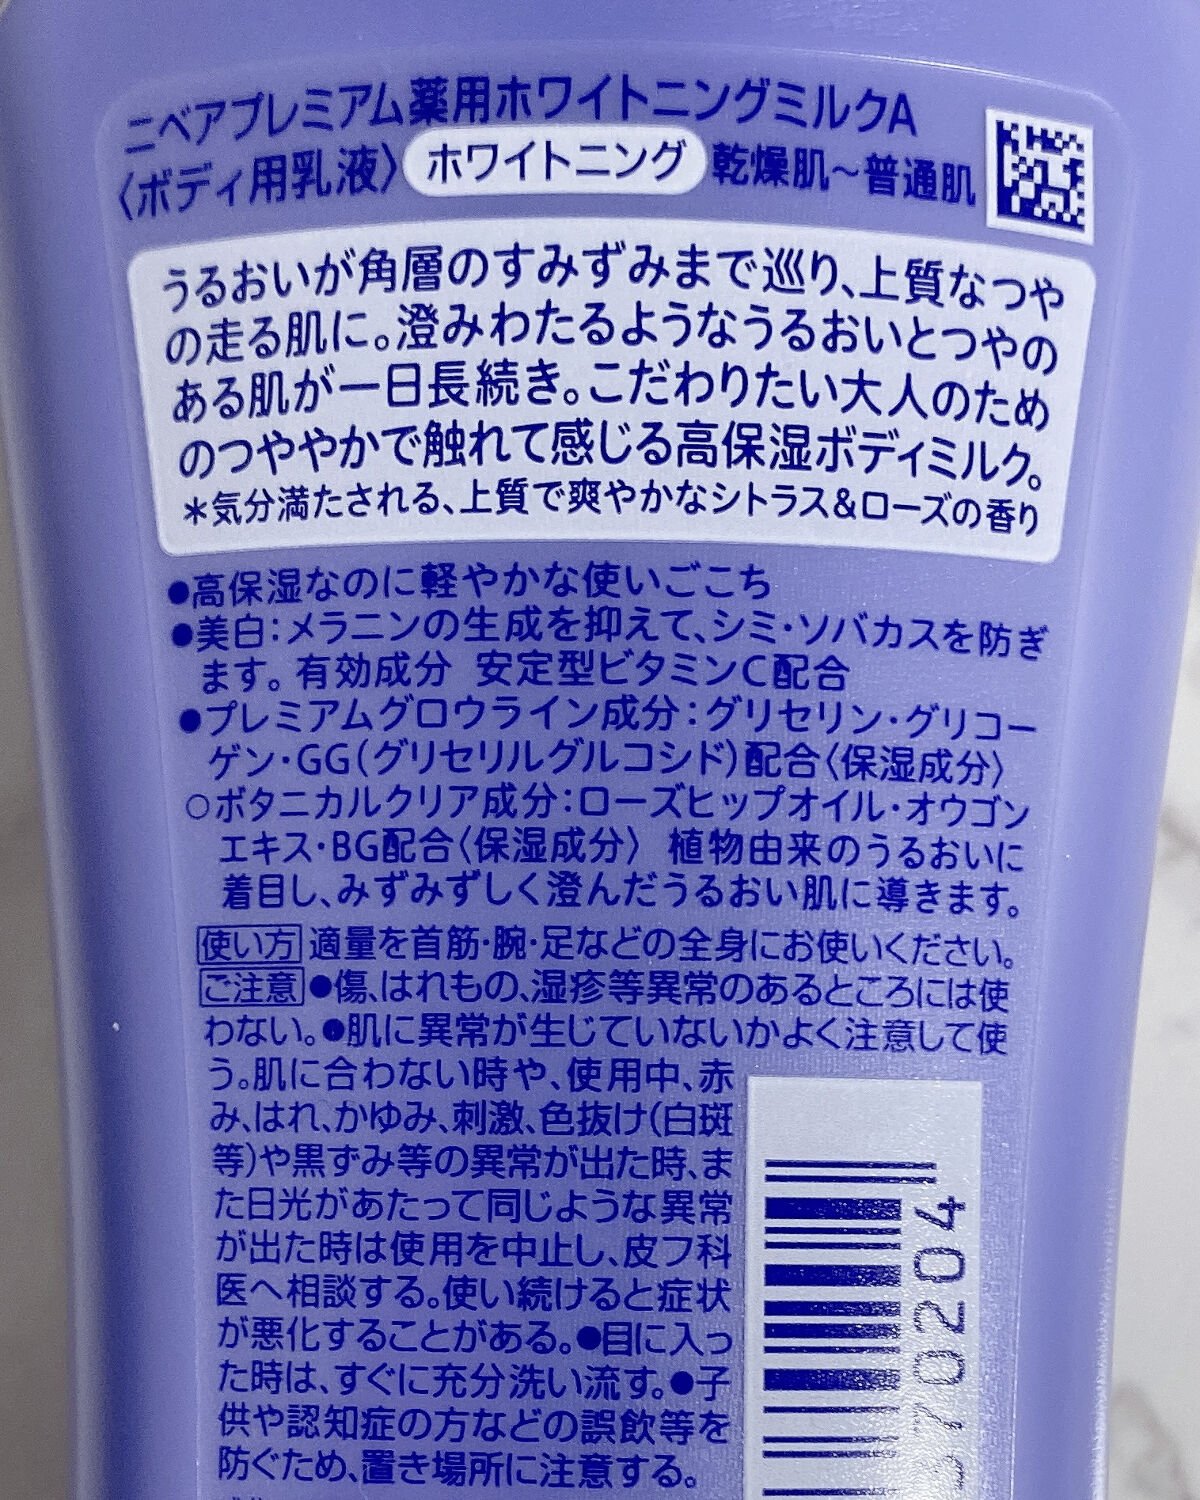 ニベアプレミアム薬用ホワイトニングミルクA
〈ボディ用乳液〉 ホワイトニング 乾燥肌～普通肌
うるおいが角層のすみずみまで巡り、上質なつや
の走る肌に。澄みわたるようなうるおいとつやの
ある肌が一日長続き。こだわりたい大人のため
のつややかで触れて感じる高保湿ボディミルク。
＊気分満たされる、上質で爽やかなシトラス&ローズの香り
●高保湿なのに軽やかな使いごこち
●美白：メラニンの生成を抑えて、シミ・ソバカスを防ぎ
ます。有効成分 安定型ビタミンC配合
●プレミアムグロウライン成分：グリセリン・グリコー
ゲン・GG（グリセリルグルコシド）配合〈保湿成分〉
○ボタニカルクリア成分：ローズヒップオイル・オウゴン
エキス・BG配合〈保湿成分〉 植物由来のうるおいに
着目し、みずみずしく澄んだうるおい肌に導きます。
使い方 適量を首筋・腕・足などの全身にお使いください。
ご注意 ●傷、はれもの、湿疹等異常のあるところには使
わない。●肌に異常が生じていないかよく注意して使
う。肌に合わない時や、使用中、赤
み、はれ、かゆみ、刺激、色抜け（白斑
等）や黒ずみ等の異常が出た時、ま
た日光があたって同じような異常
が出た時は使用を中止し、皮フ科
医へ相談する。使い続けると症状
が悪化することがある。●目に入っ
た時は、すぐに充分洗い流す。●子
供や認知症の方などの誤飲等を
防ぐため、置き場所に注意する。
70204